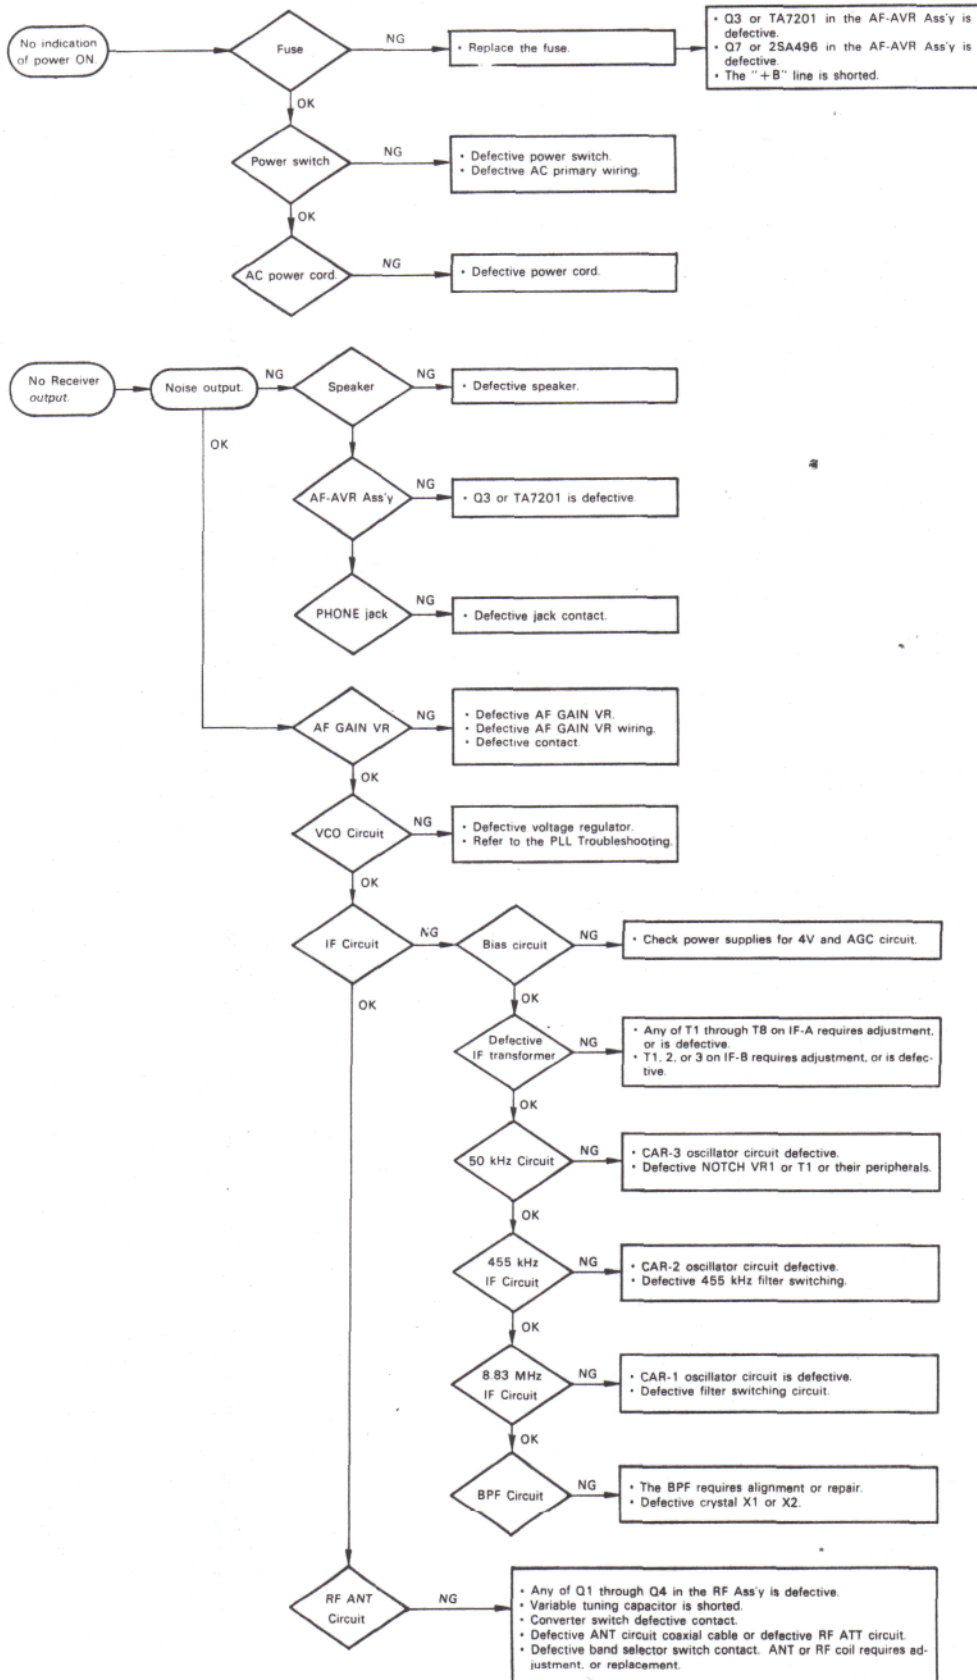 No indication
of power ON.
Fuse
NG
• Replace the fuse.
• Q3 or TA7201 in the AF-AVR Ass'y is
defective.
• Q7 or 2SA496 in the AF-AVR Ass'y is
defective.
• The "+B" line is shorted.
OK
Power switch
NG
• Defective power switch.
• Defective AC primary wiring.
OK
AC power cord.
NG
• Defective power cord.
No Receiver
output.
Noise output.
NG
Speaker
NG
• Defective speaker.
OK
AF-AVR Ass'y
NG
• Q3 or TA7201 is defective.
PHONE jack
NG
• Defective jack contact.
AF GAIN VR
NG
• Defective AF GAIN VR.
• Defective AF GAIN VR wiring.
• Defective contact.
OK
VCO Circuit
NG
• Defective voltage regulator.
• Refer to the PLL Troubleshooting.
OK
IF Circuit
NG
Bias circuit
NG
• Check power supplies for 4V and AGC circuit.
OK
OK
Defective
IF transformer
NG
• Any of T1 through T8 on IF-A requires adjustment,
or is defective.
• T1, 2, or 3 on IF-B requires adjustment, or is defec-
tive.
OK
50 kHz Circuit
NG
• CAR-3 oscillator circuit defective.
• Defective NOTCH VR1 or T1 or their peripherals.
OK
455 kHz
IF Circuit
NG
• CAR-2 oscillator circuit defective.
• Defective 455 kHz filter switching.
OK
8.83 MHz
IF Circuit
NG
• CAR-1 oscillator circuit is defective.
• Defective filter switching circuit.
OK
BPF Circuit
NG
• The BPF requires alignment or repair.
• Defective crystal X1 or X2.
RF ANT
Circuit
NG
• Any of Q1 through Q4 in the RF Ass'y is defective.
• Variable tuning capacitor is shorted.
• Converter switch defective contact.
• Defective ANT circuit coaxial cable or defective RF ATT circuit.
• Defective band selector switch contact. ANT or RF coil requires ad-
justment, or replacement.